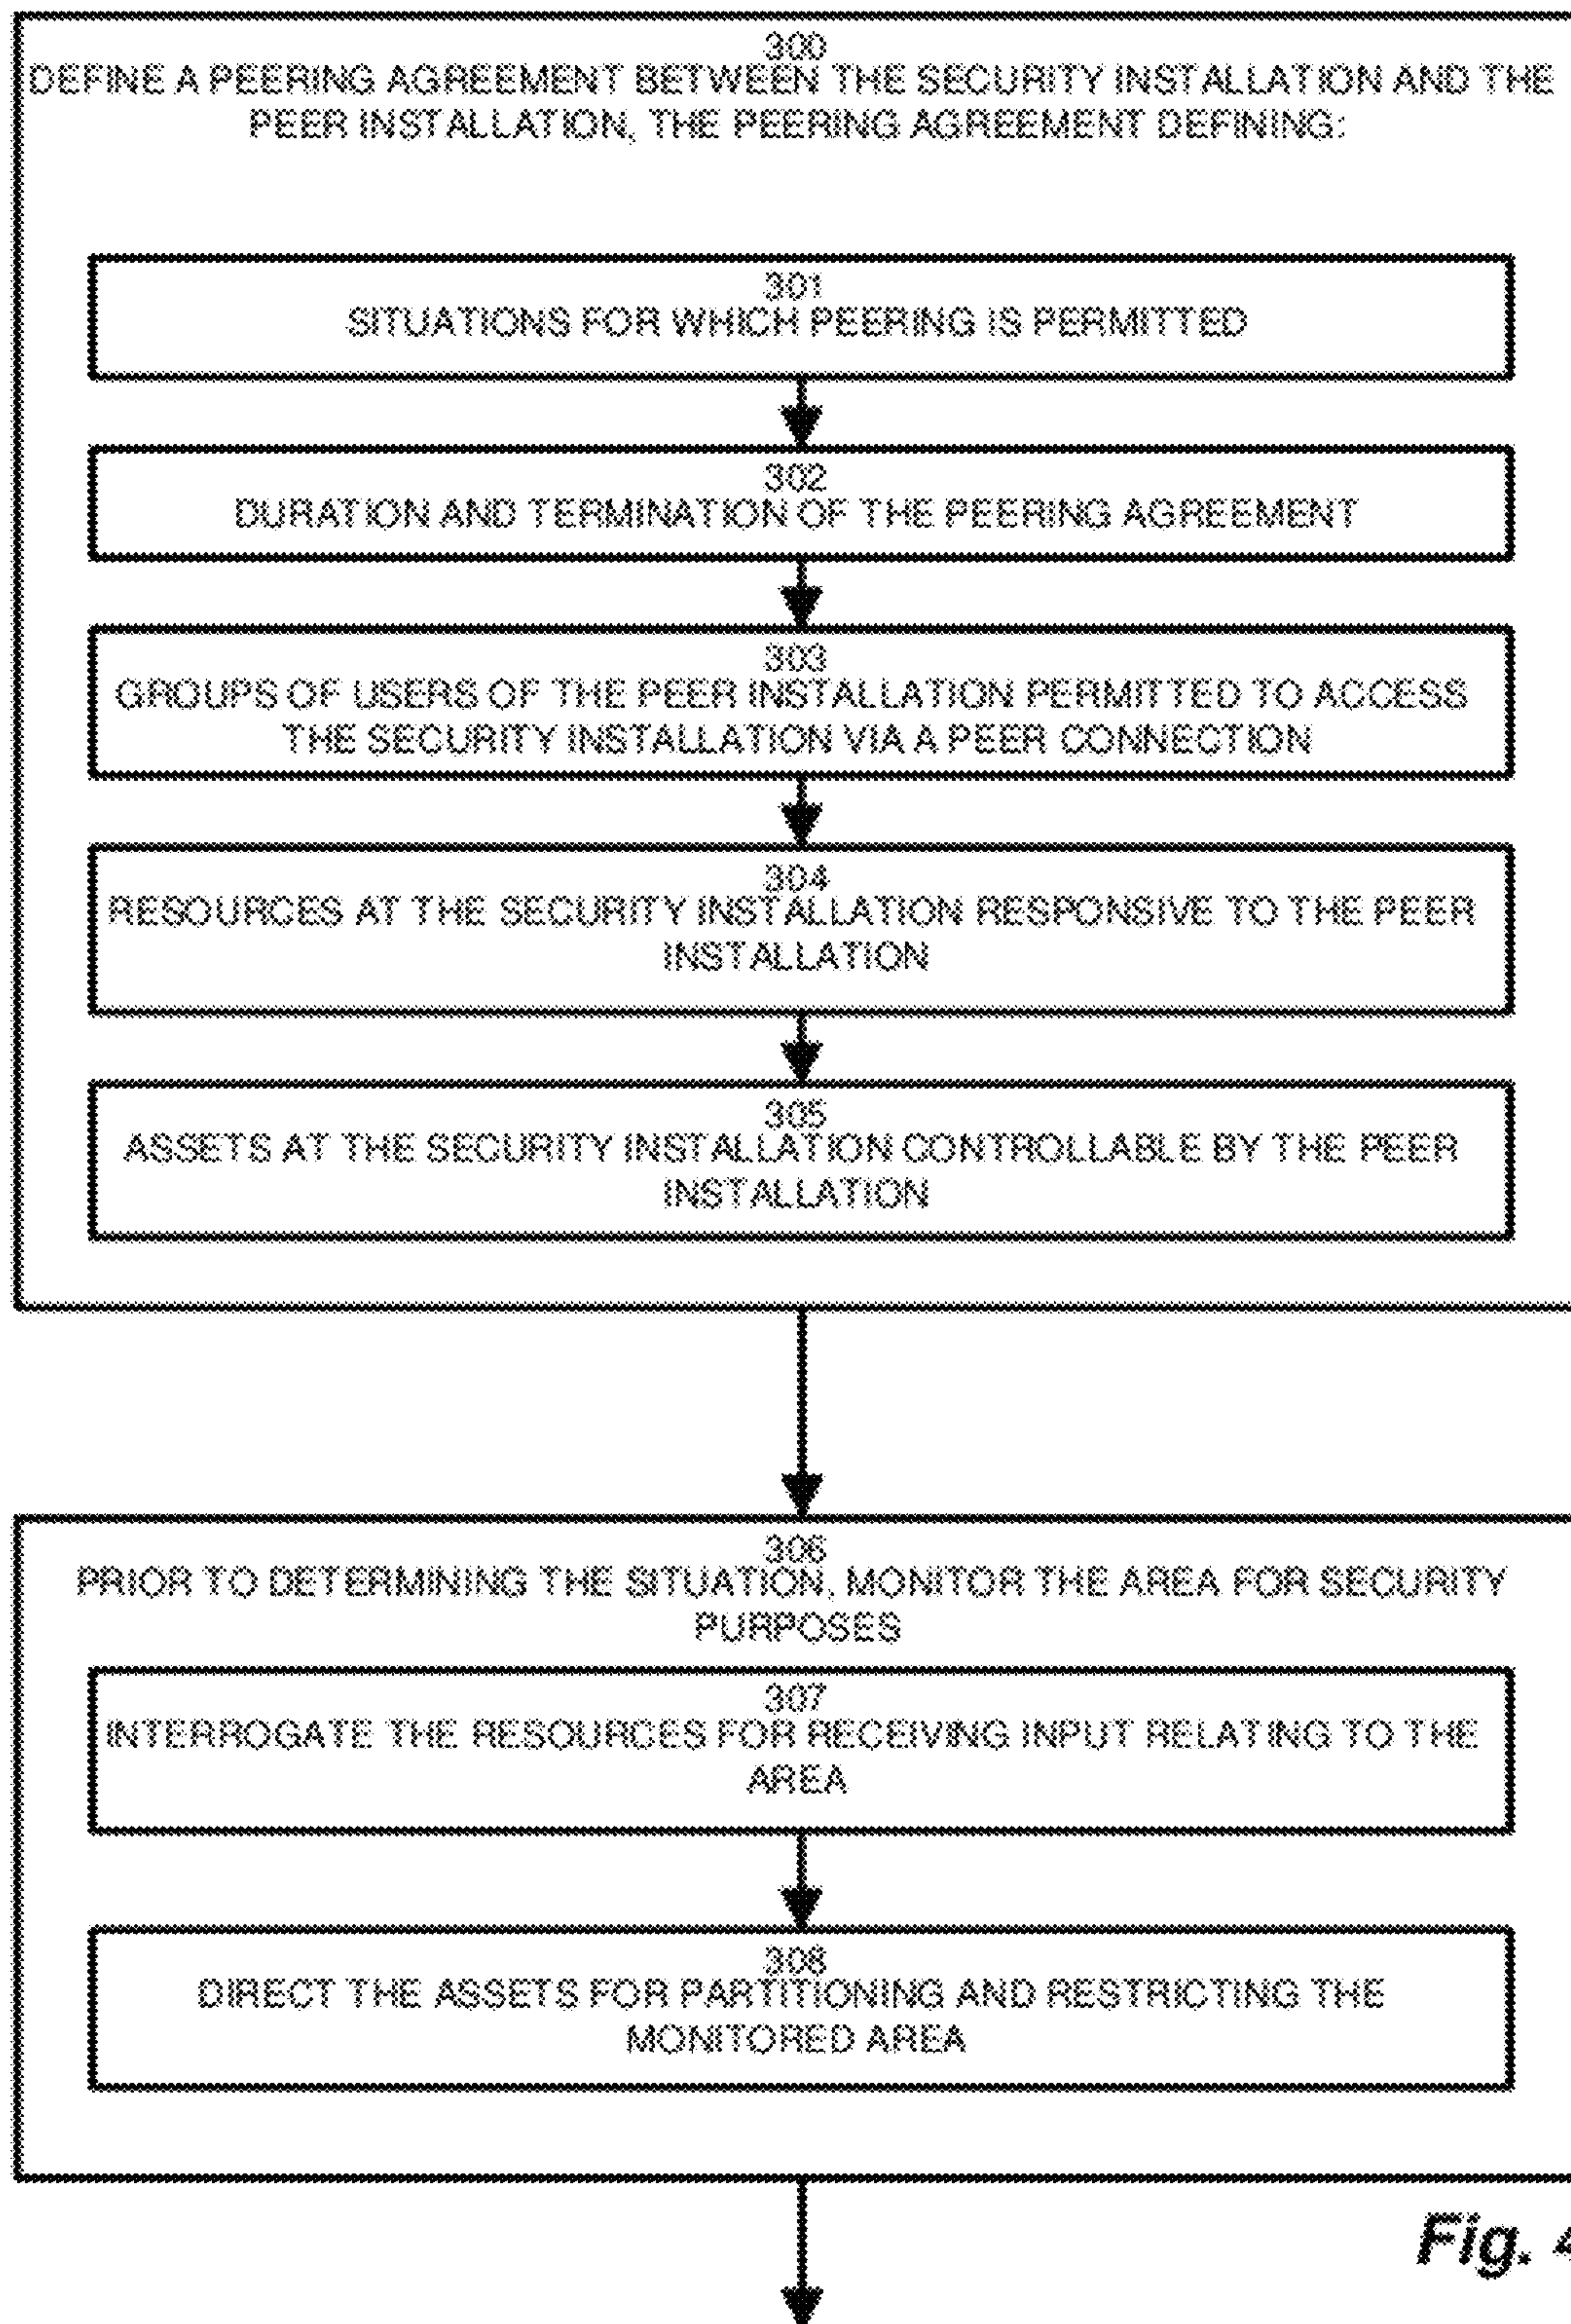 300
DEFINE A PEERING AGREEMENT BETWEEN THE SECURITY INSTALLATION AND THE
PEER INSTALLATION, THE PEERING AGREEMENT DEFINING:
301
SITUATIONS FOR WHICH PEERING IS PERMITTED
302
DURATION AND TERMINATION OF THE PEERING AGREEMENT
303
GROUPS OF USERS OF THE PEER INSTALLATION PERMITTED TO ACCESS
THE SECURITY INSTALLATION VIA A PEER CONNECTION
304
RESOURCES AT THE SECURITY INSTALLATION RESPONSIVE TO THE PEER
INSTALLATION
305
ASSETS AT THE SECURITY INSTALLATION CONTROLLABLE BY THE PEER
INSTALLATION
306
PRIOR TO DETERMINING THE SITUATION, MONITOR THE AREA FOR SECURITY
PURPOSES
307
INTERROGATE THE RESOURCES FOR RECEIVING INPUT RELATING TO THE
AREA
308
DIRECT THE ASSETS FOR PARTITIONING AND RESTRICTING THE
MONITORED AREA
Fig.